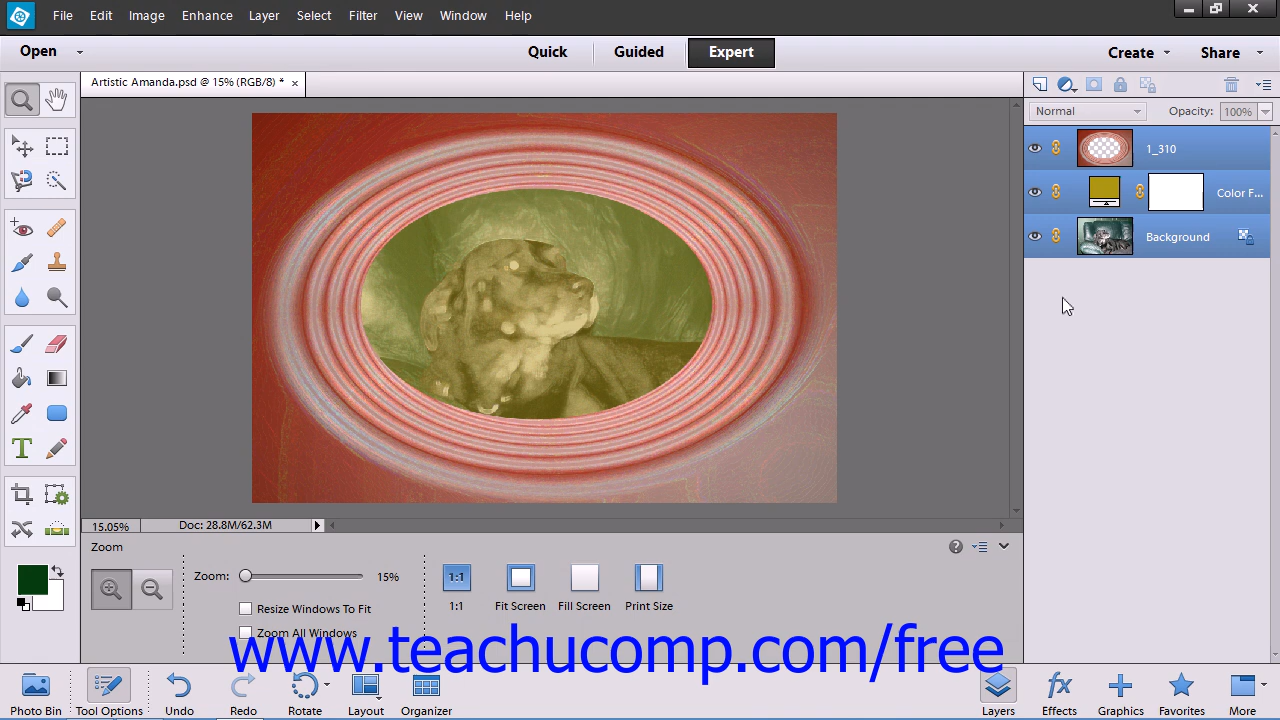 File Edit Image Enhance Layer Select Filter View Window Help
Open Quick Guided Expert Create Share
Artistic Amanda.psd @ 15% (RGB/8) * ×
Normal Opacity: 100%
1_310
Color F...
Background
15.05% Doc: 28.8M/62.3M
Zoom
Zoom: 15%
1:1
1:1 Fit Screen Fill Screen Print Size
Resize Windows To Fit
Zoom All Windows
www.teachucomp.com/free
Photo Bin Tool Options Undo Redo Rotate Layout Organizer Layers Effects Graphics Favorites More